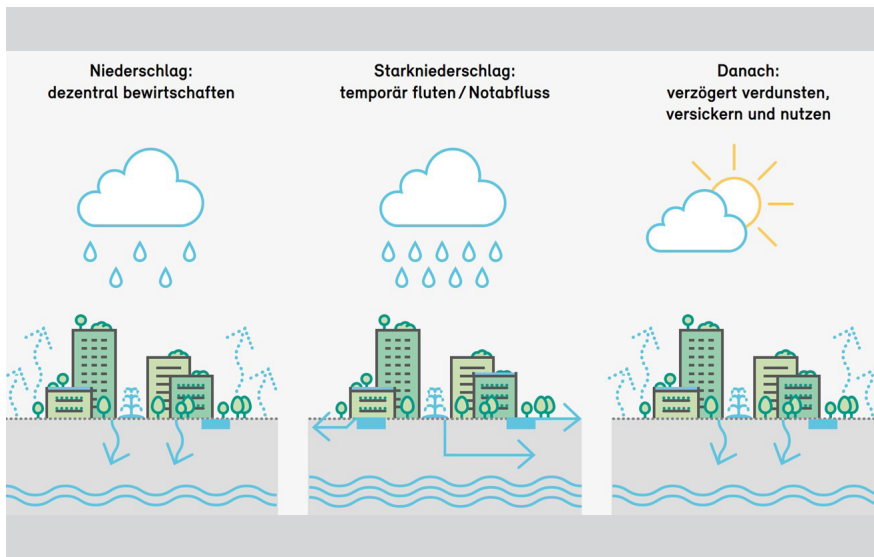 Niederschlag:
dezentral bewirtschaften
Starkniederschlag:
temporär fluten / Notabfluss
Danach:
verzögert verdunsten,
versickern und nutzen